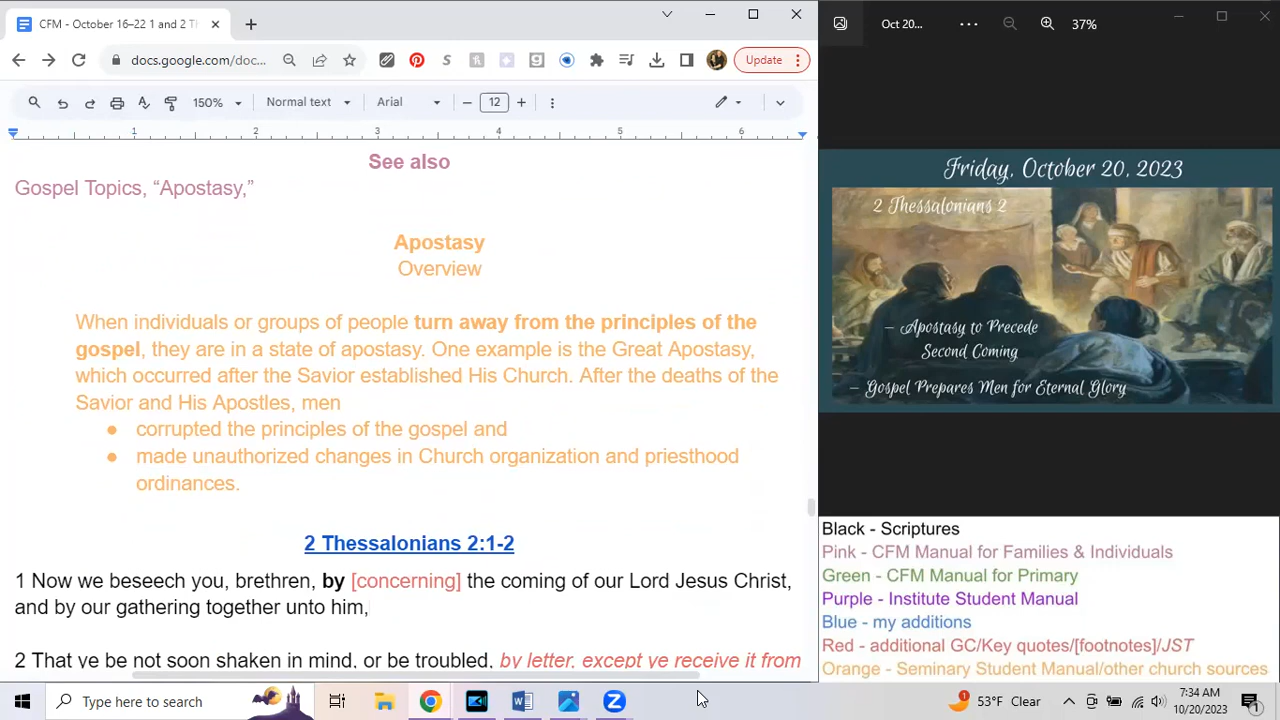 CFM - October 16–22 1 and 2 T
docs.google.com/doc...
Update
150%
Normal text
Arial
12
1
2
3
4
5
6
See also
Gospel Topics, “Apostasy,”
Apostasy
Overview
When individuals or groups of people turn away from the principles of the
gospel, they are in a state of apostasy. One example is the Great Apostasy,
which occurred after the Savior established His Church. After the deaths of the
Savior and His Apostles, men
● corrupted the principles of the gospel and
● made unauthorized changes in Church organization and priesthood
ordinances.
2 Thessalonians 2:1-2
1 Now we beseech you, brethren, by [concerning] the coming of our Lord Jesus Christ,
and by our gathering together unto him,
2 That ye be not soon shaken in mind, or be troubled, by letter, except ye receive it from
Oct 20...
37%
Friday, October 20, 2023
2 Thessalonians 2
– Apostasy to Precede
Second Coming
– Gospel Prepares Men for Eternal Glory
Black - Scriptures
Pink - CFM Manual for Families & Individuals
Green - CFM Manual for Primary
Purple - Institute Student Manual
Blue - my additions
Red - additional GC/Key quotes/[footnotes]/JST
Orange - Seminary Student Manual/other church sources
Type here to search
1
53°F Clear
7:34 AM
10/20/2023
1